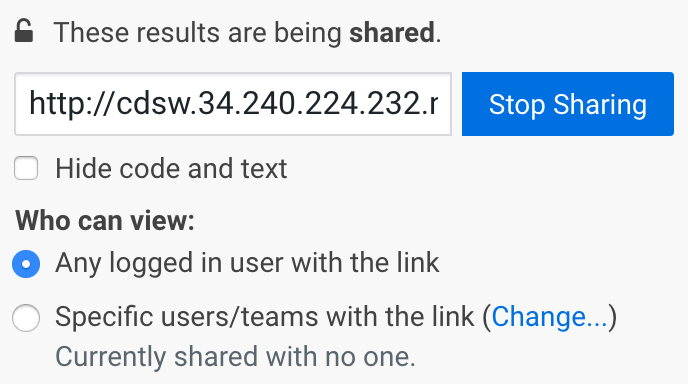 These results are being shared.
http://cdsw.34.240.224.232.r
Stop Sharing
Hide code and text
Who can view:
Any logged in user with the link
Specific users/teams with the link (Change...)
Currently shared with no one.